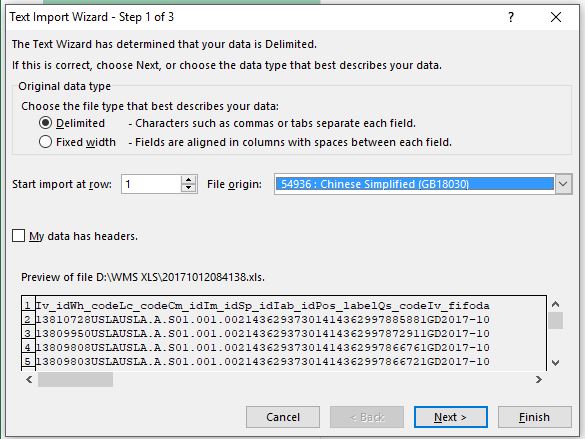 Text Import Wizard - Step 1 of 3
The Text Wizard has determined that your data is Delimited.
If this is correct, choose Next, or choose the data type that best describes your data.
Original data type
Choose the file type that best describes your data:
Delimited - Characters such as commas or tabs separate each field.
Fixed width - Fields are aligned in columns with spaces between each field.
Start import at row: 1 File origin: 54936 : Chinese Simplified (GB18030)
My data has headers.
Preview of file D:\WMS XLS\20171012084138.xls.
1 Iv_idWh_codeLc_codeCm_idIm_idSp_idIab_idPos_labelQs_codeIv_fifoda
2 13810728USLAUSLA.A.S01.001.00214362937301414362997885881GD2017-10
3 13809950USLAUSLA.A.S01.001.00214362937301414362997872911GD2017-10
4 13809808USLAUSLA.A.S01.001.00214362937301414362997866761GD2017-10
5 13809803USLAUSLA.A.S01.001.00214362937301414362997866721GD2017-10
Cancel < Back Next > Finish